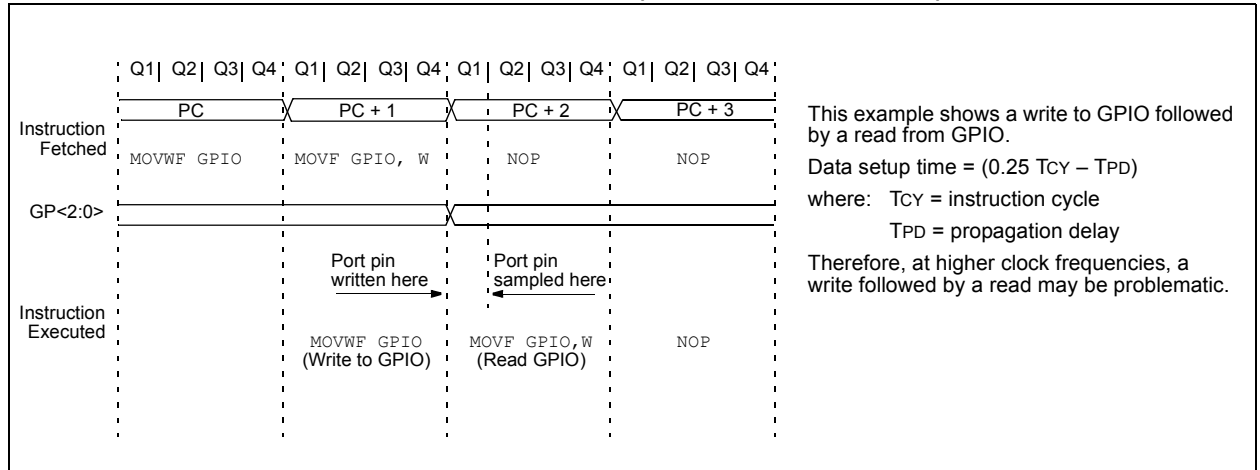 Q1| Q2| Q3| Q4 Q1| Q2| Q3| Q4 Q1| Q2| Q3| Q4 Q1| Q2| Q3| Q4
PC PC + 1 PC + 2 PC + 3
Instruction
Fetched
MOVWF GPIO MOVF GPIO, W NOP NOP
GP<2:0>
Port pin
written here
Port pin
sampled here
Instruction
Executed
MOVWF GPIO
(Write to GPIO)
MOVF GPIO,W
(Read GPIO)
NOP
This example shows a write to GPIO followed
by a read from GPIO.
Data setup time = (0.25 TCY – TPD)
where: TCY = instruction cycle
TPD = propagation delay
Therefore, at higher clock frequencies, a
write followed by a read may be problematic.